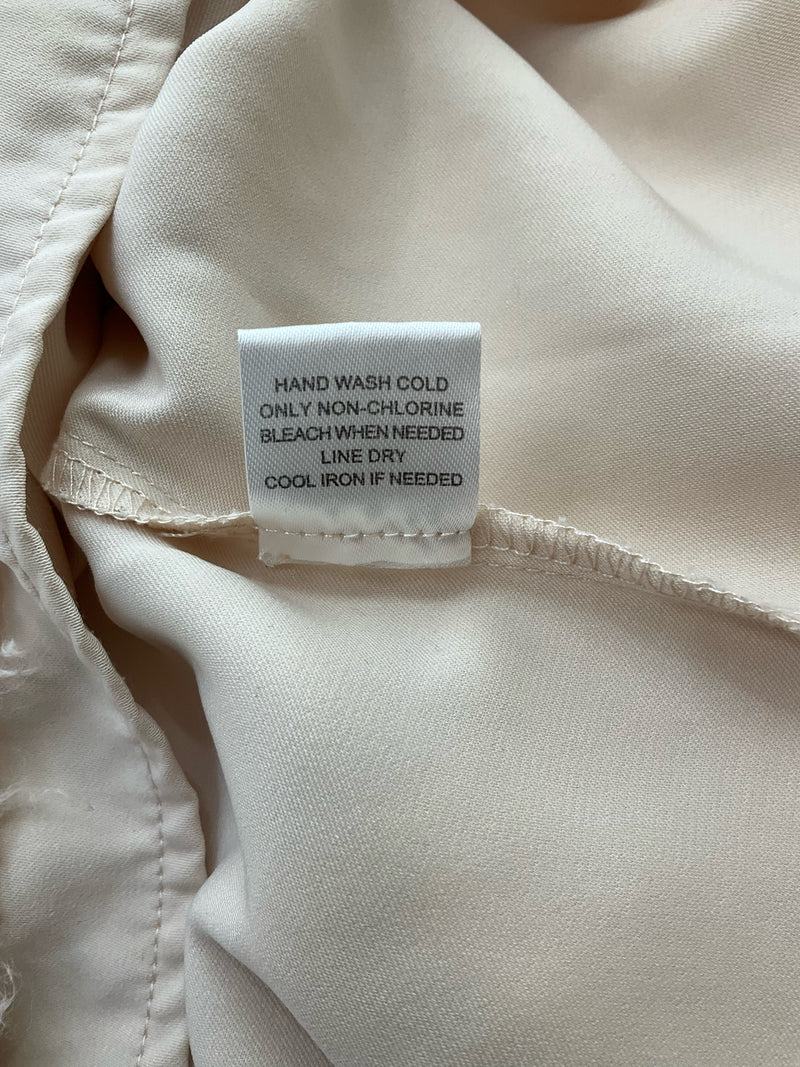 HAND WASH COLD
ONLY NON-CHLORINE
BLEACH WHEN NEEDED
LINE DRY
COOL IRON IF NEEDED